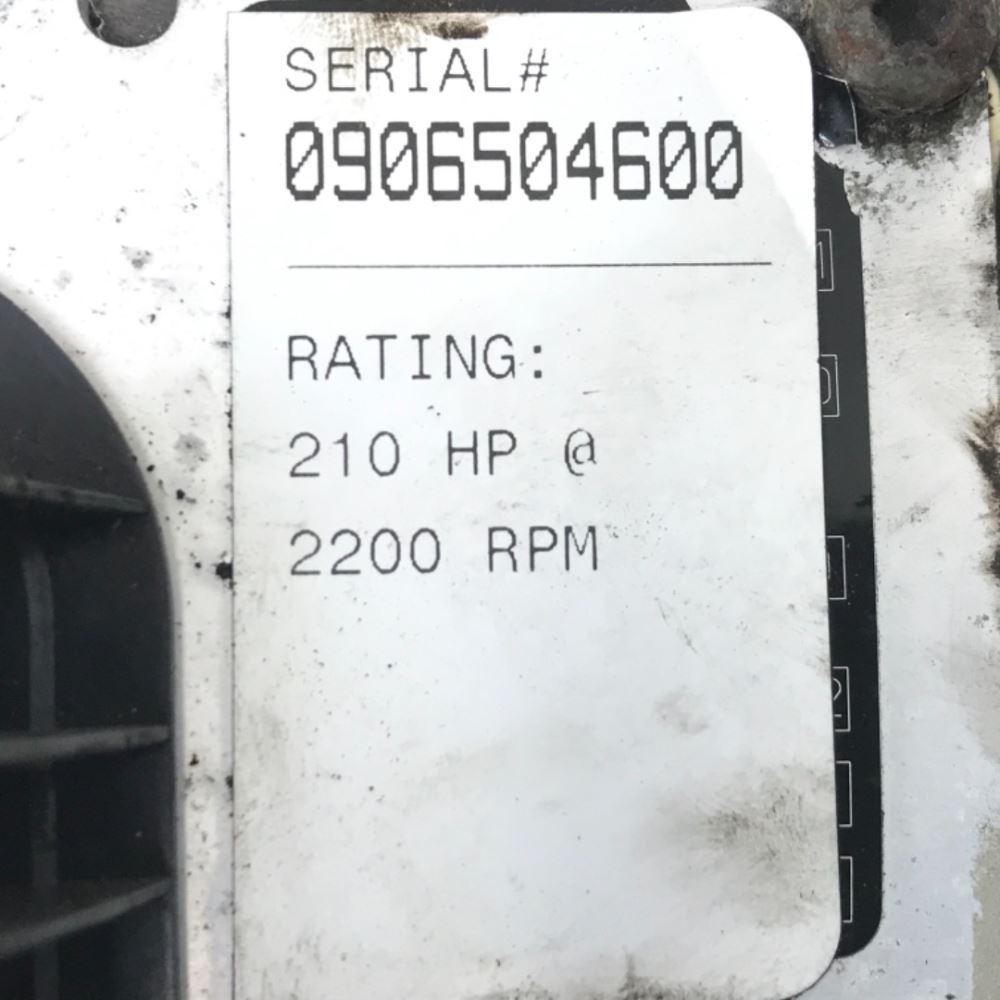 SERIAL#
0906504600
RATING:
210 HP @
2200 RPM